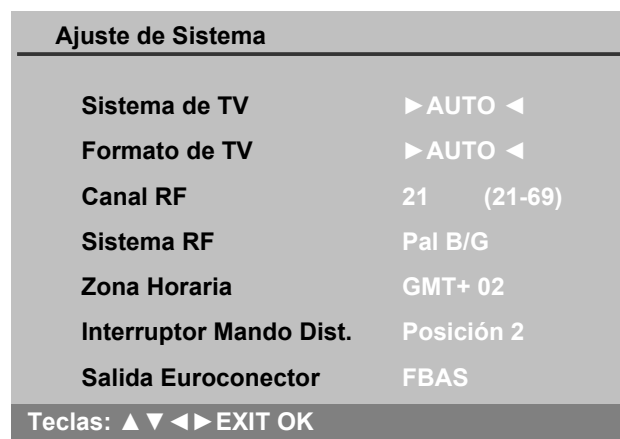 Ajuste de Sistema
Sistema de TV ►AUTO ◄
Formato de TV ►AUTO ◄
Canal RF 21 (21-69)
Sistema RF Pal B/G
Zona Horaria GMT+ 02
Interruptor Mando Dist. Posición 2
Salida Euroconector FBAS
Teclas: ▲▼◄►EXIT OK